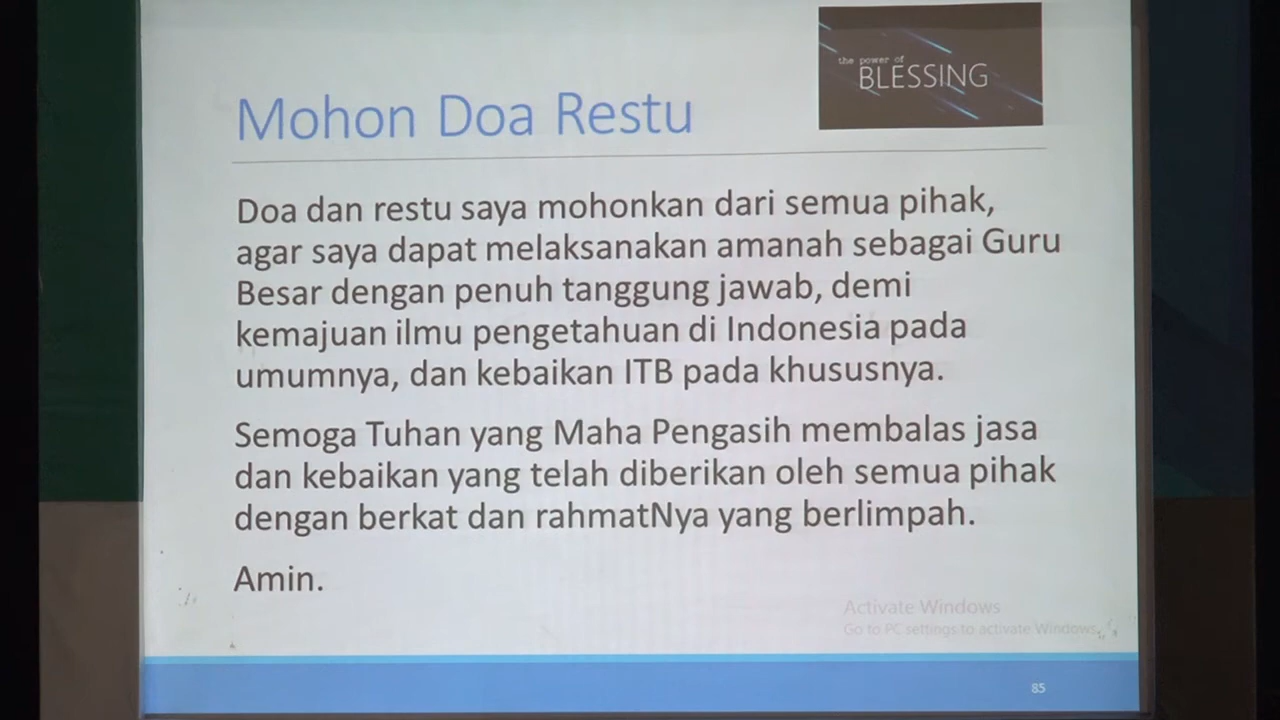 the power of
BLESSING
Mohon Doa Restu
Doa dan restu saya mohonkan dari semua pihak,
agar saya dapat melaksanakan amanah sebagai Guru
Besar dengan penuh tanggung jawab, demi
kemajuan ilmu pengetahuan di Indonesia pada
umumnya, dan kebaikan ITB pada khususnya.
Semoga Tuhan yang Maha Pengasih membalas jasa
dan kebaikan yang telah diberikan oleh semua pihak
dengan berkat dan rahmatNya yang berlimpah.
Amin.
Activate Windows
Go to PC settings to activate Windows.
85